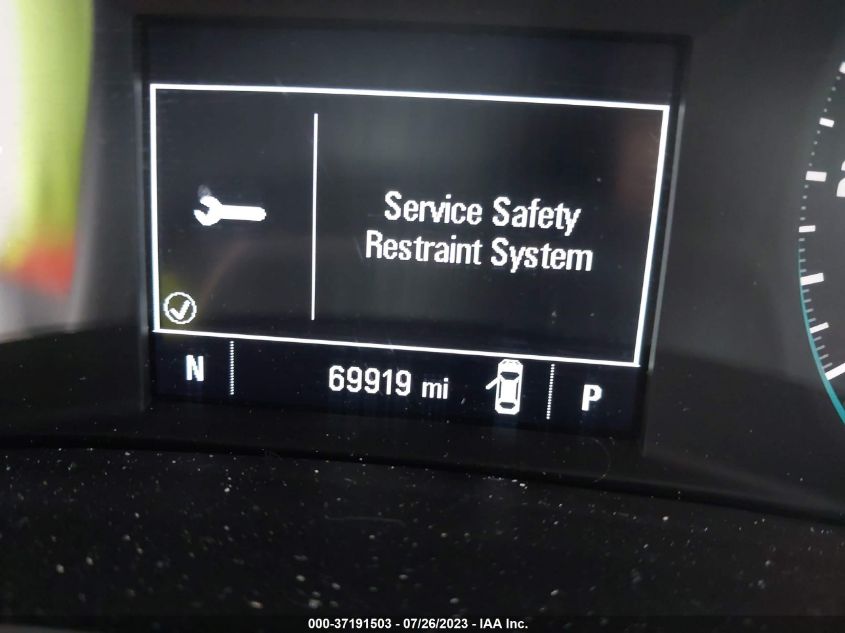 Service Safety
Restraint System
N
69919 mi
P
000-37191503 - 07/26/2023 - IAA Inc.